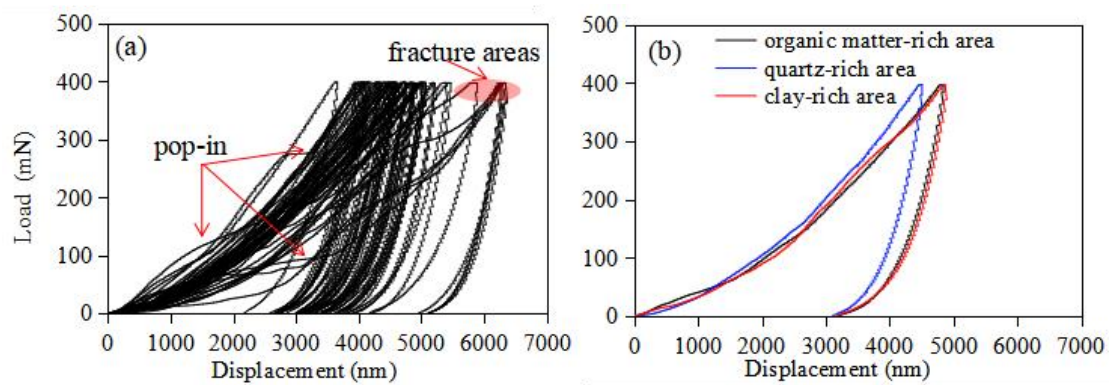 (a)
fracture areas
pop-in
Load (mN)
500
400
300
200
100
0
0 1000 2000 3000 4000 5000 6000 7000
Displacement (nm)
(b)
organic matter-rich area
quartz-rich area
clay-rich area
500
400
300
200
100
0
0 1000 2000 3000 4000 5000 6000 7000
Displacement (nm)